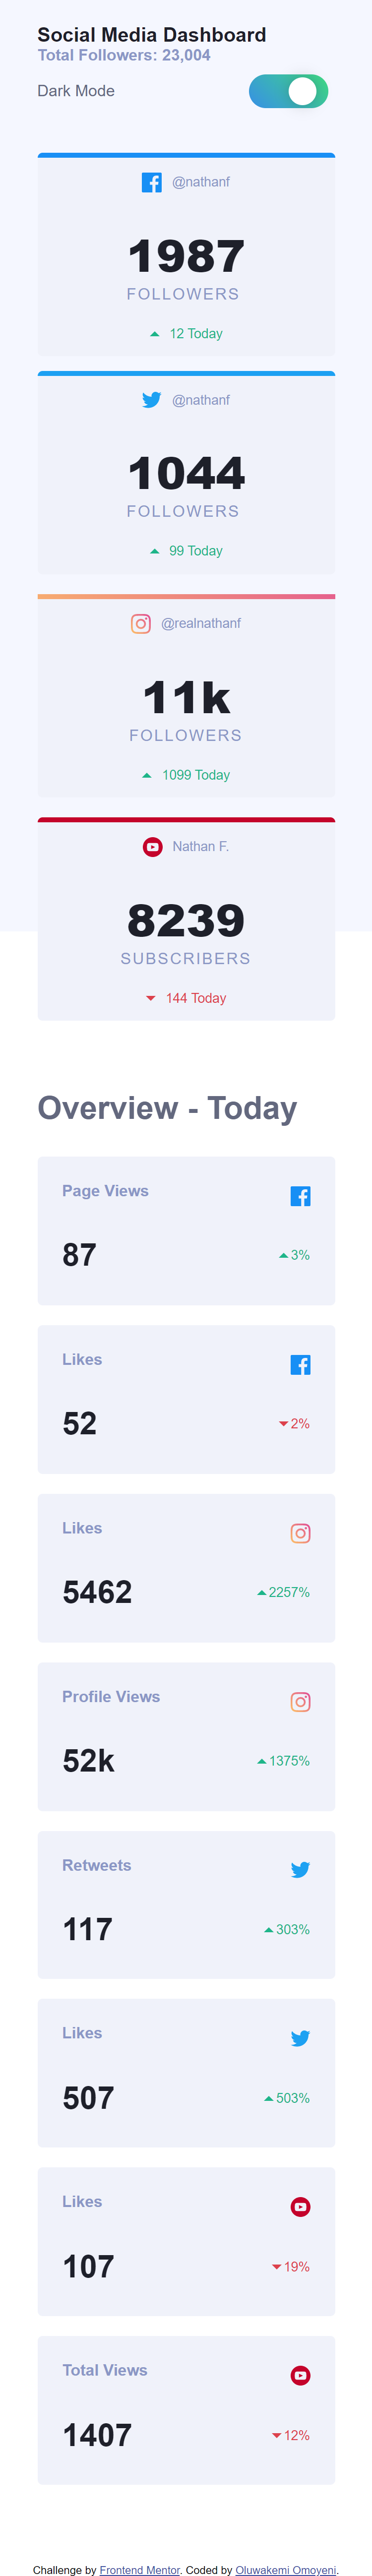 Social Media Dashboard
Total Followers: 23,004
Dark Mode
@nathanf
1987
FOLLOWERS
12 Today
@nathanf
1044
FOLLOWERS
99 Today
@realnathanf
11k
FOLLOWERS
1099 Today
Nathan F.
8239
SUBSCRIBERS
144 Today
Overview - Today
Page Views
87 3%
Likes
52 2%
Likes
5462 2257%
Profile Views
52k 1375%
Retweets
117 303%
Likes
507 503%
Likes
107 19%
Total Views
1407 12%
Challenge by Frontend Mentor. Coded by Oluwakemi Omoyeni.